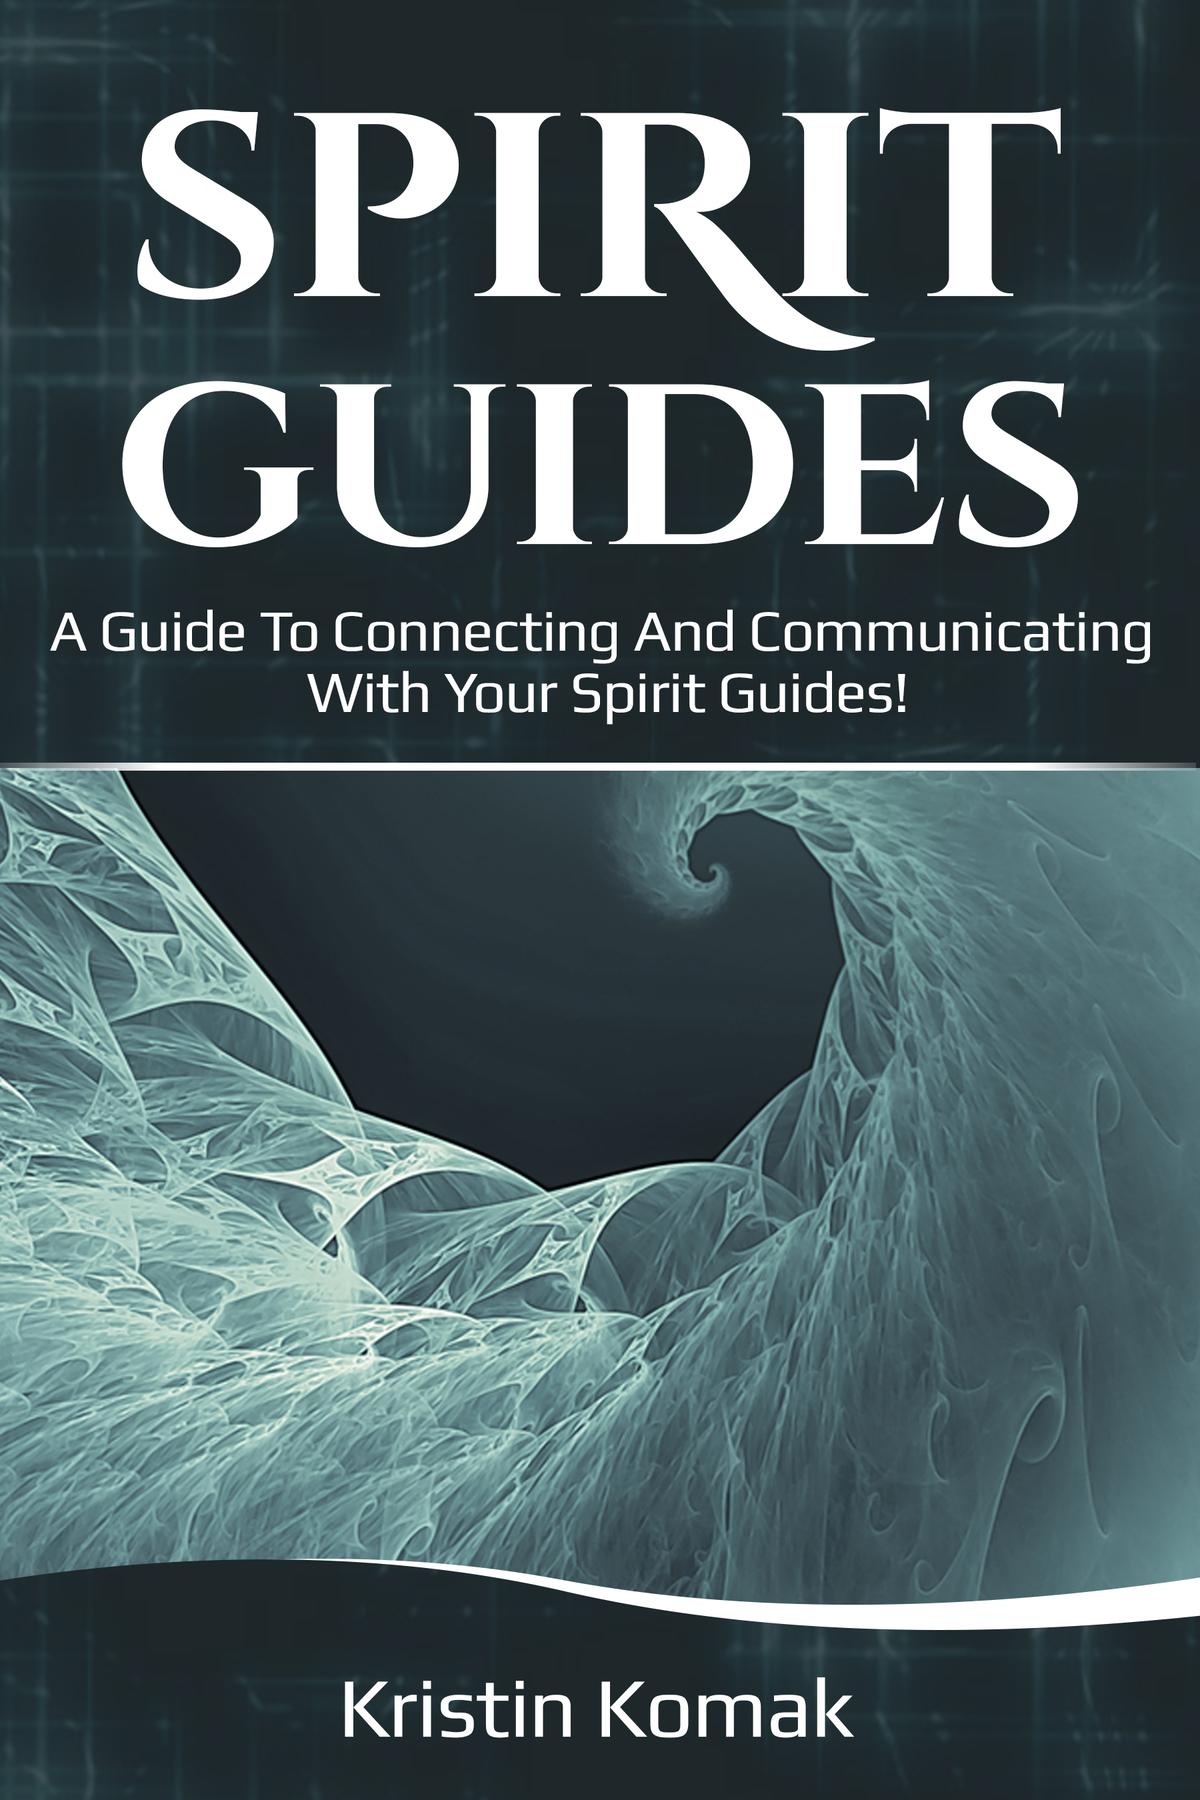 SPIRIT
GUIDES
A Guide To Connecting And Communicating
With Your Spirit Guides!
Kristin Komak